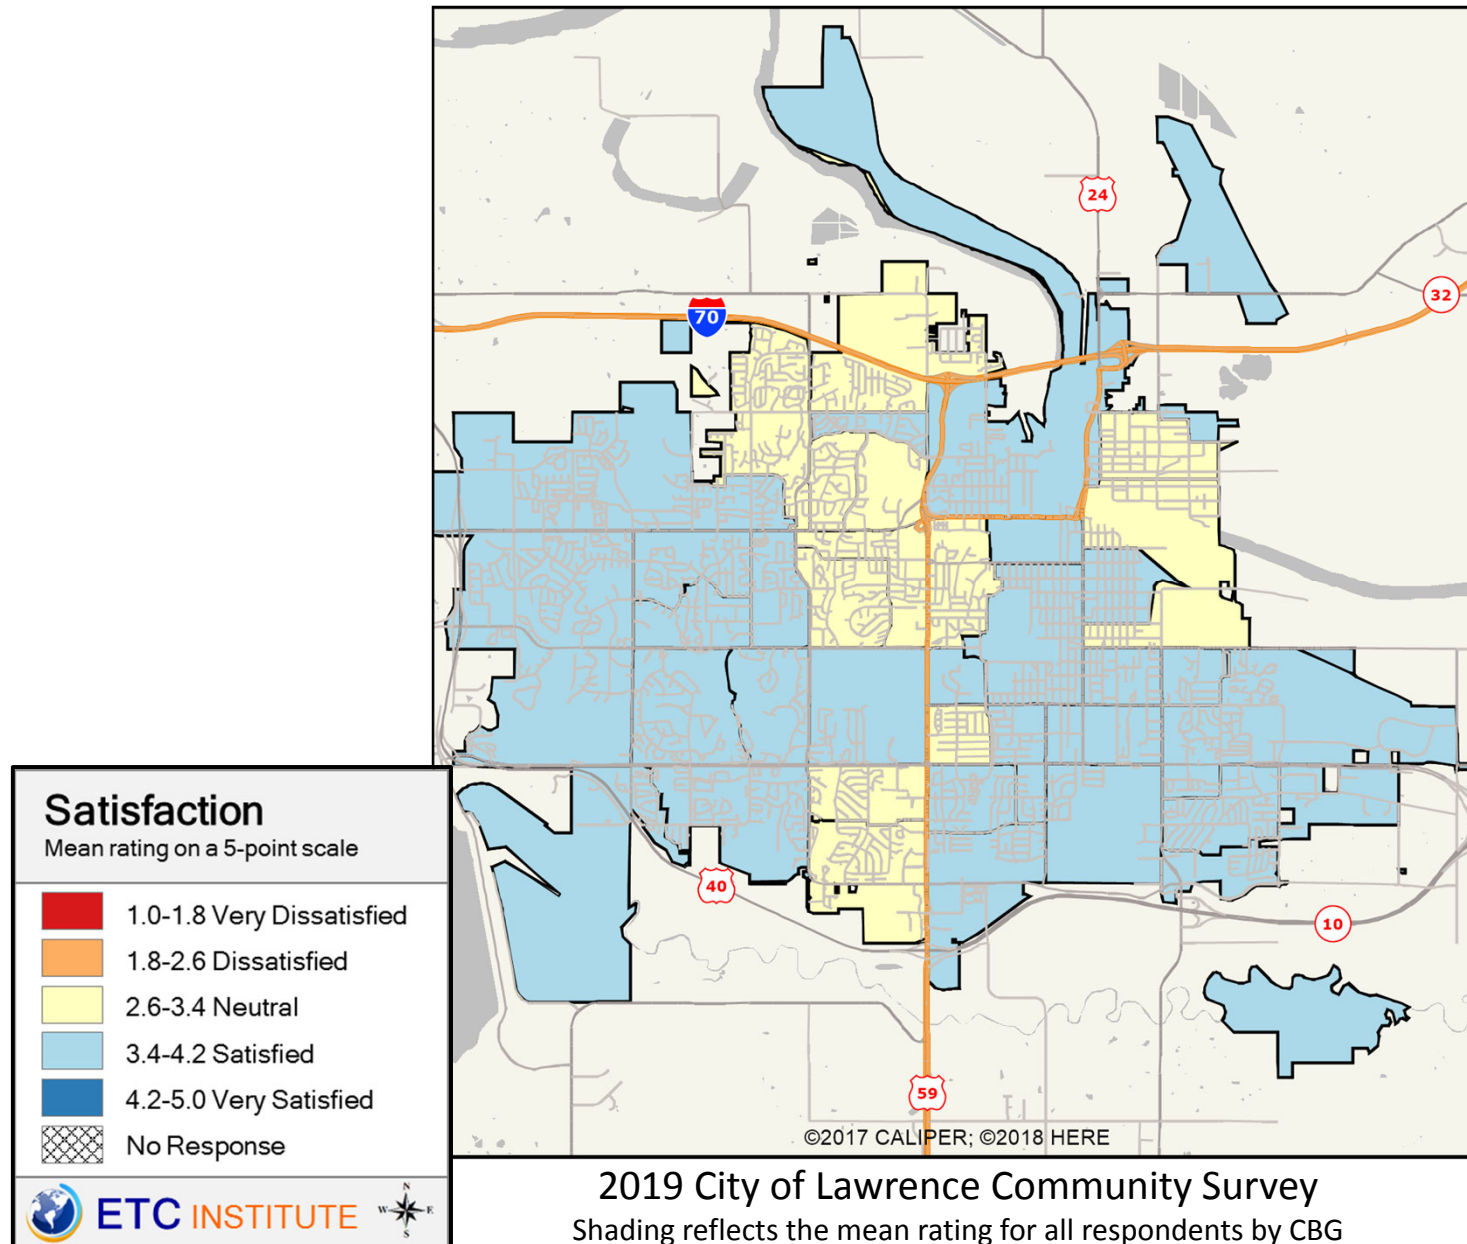 24
32
70
40
10
59
©2017 CALIPER; ©2018 HERE
Satisfaction
Mean rating on a 5-point scale
1.0-1.8 Very Dissatisfied
1.8-2.6 Dissatisfied
2.6-3.4 Neutral
3.4-4.2 Satisfied
4.2-5.0 Very Satisfied
No Response
ETC INSTITUTE
N
W E
S
2019 City of Lawrence Community Survey
Shading reflects the mean rating for all respondents by CBG